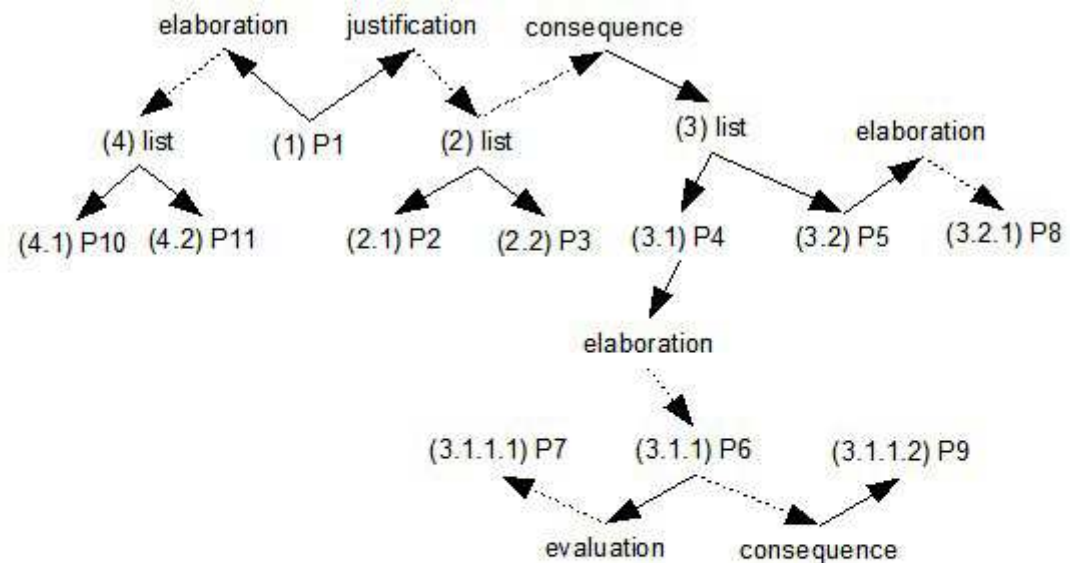 elaboration justification consequence
(4) list (1) P1 (2) list (3) list elaboration
(4.1) P10 (4.2) P11 (2.1) P2 (2.2) P3 (3.1) P4 (3.2) P5 (3.2.1) P8
elaboration
(3.1.1.1) P7 (3.1.1) P6 (3.1.1.2) P9
evaluation consequence